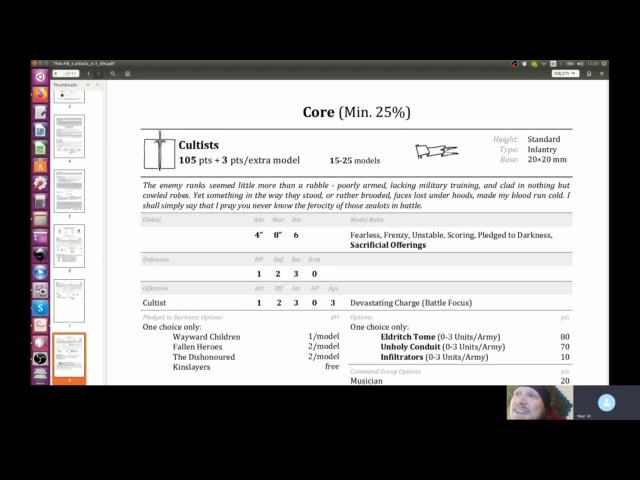 Core (Min. 25%)
Cultists
105 pts + 3 pts/extra model
15-25 models
Height: Standard
Type: Infantry
Base: 20×20 mm
The enemy ranks seemed little more than a rabble - poorly armed, lacking military training, and clad in nothing but
cowled robes. Yet something in the way they stood, or rather brooded, faces lost under hoods, made my blood run cold. I
shall simply say that I pray you never know the ferocity of those zealots in battle.
Global Adv Mar Dis Model Rules
4" 8" 6 Fearless, Frenzy, Unstable, Scoring, Pledged to Darkness,
Sacrificial Offerings
Defensive HP Def Res Arm
1 2 3 0
Offensive Att Off Str AP Agi
Cultist 1 2 3 0 3 Devastating Charge (Battle Focus)
Pledged to Darkness Options: pts
One choice only:
Wayward Children 1/model
Fallen Heroes 2/model
The Dishonoured 2/model
Kinslayers free
Options pts
One choice only:
Eldritch Tome (0-3 Units/Army) 80
Unholy Conduit (0-3 Units/Army) 70
Infiltrators (0-3 Units/Army) 10
Command Group Options: pts
Musician 20
Thumbnails